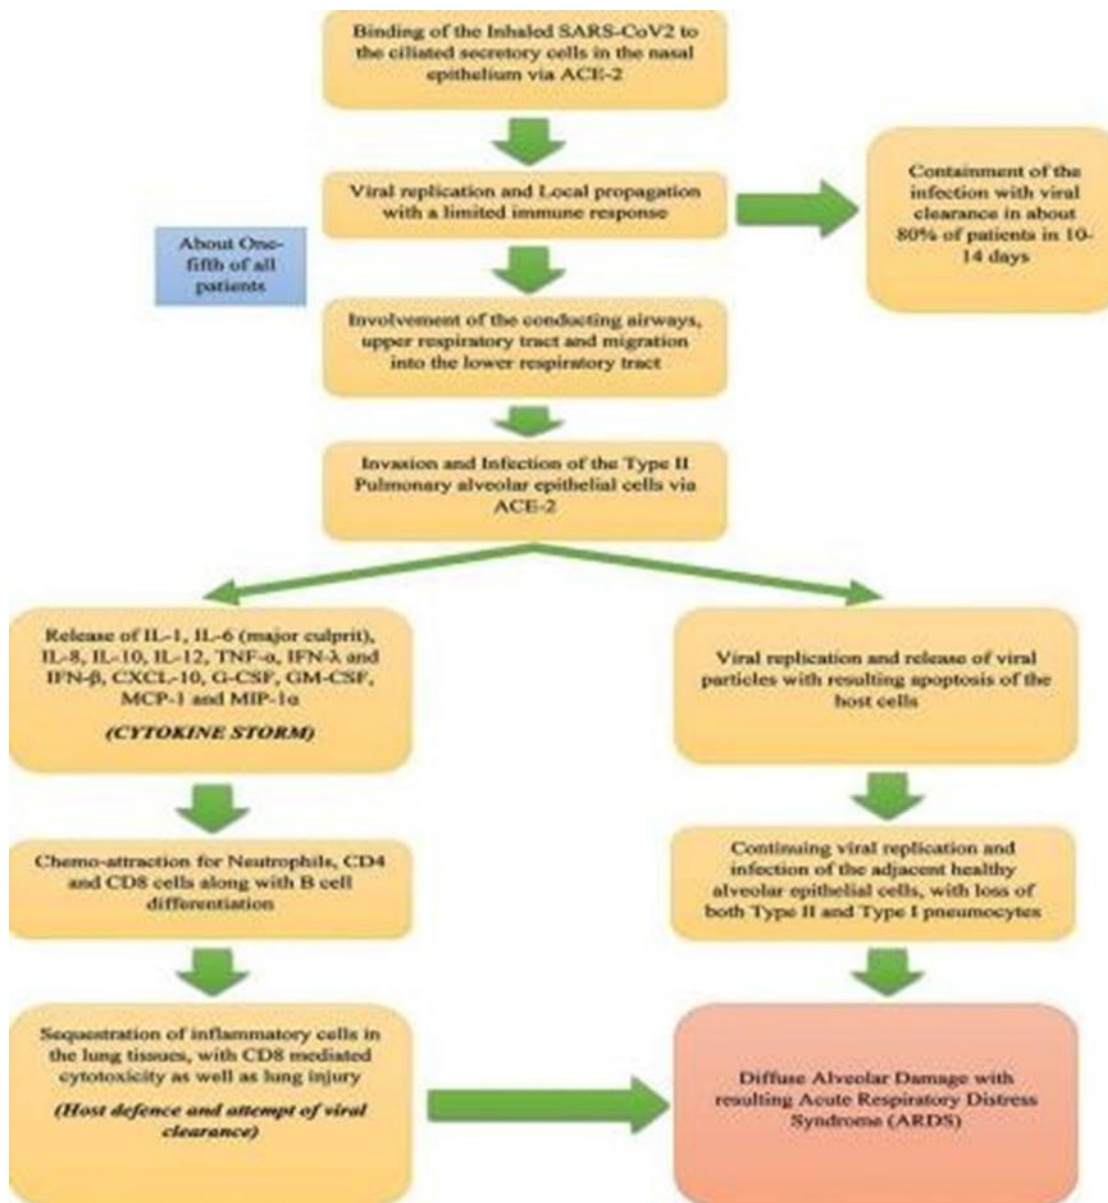 Binding of the Inhaled SARS-CoV2 to
the ciliated secretory cells in the nasal
epithelium via ACE-2
Viral replication and Local propagation
with a limited immune response
Containment of the
infection with viral
clearance in about
80% of patients in 10-
14 days
About One-
fifth of all
patients
Involvement of the conducting airways,
upper respiratory tract and migration
into the lower respiratory tract
Invasion and Infection of the Type II
Pulmonary alveolar epithelial cells via
ACE-2
Release of IL-1, IL-6 (major culprit),
IL-8, IL-10, IL-12, TNF-α, IFN-λ and
IFN-β, CXCL-10, G-CSF, GM-CSF,
MCP-1 and MIP-1α
(CYTOKINE STORM)
Viral replication and release of viral
particles with resulting apoptosis of the
host cells
Chemo-attraction for Neutrophils, CD4
and CD8 cells along with B cell
differentiation
Continuing viral replication and
infection of the adjacent healthy
alveolar epithelial cells, with loss of
both Type II and Type I pneumocytes
Sequestration of inflammatory cells in
the lung tissues, with CD8 mediated
cytotoxicity as well as lung injury
(Host defence and attempt of viral
clearance)
Diffuse Alveolar Damage with
resulting Acute Respiratory Distress
Syndrome (ARDS)